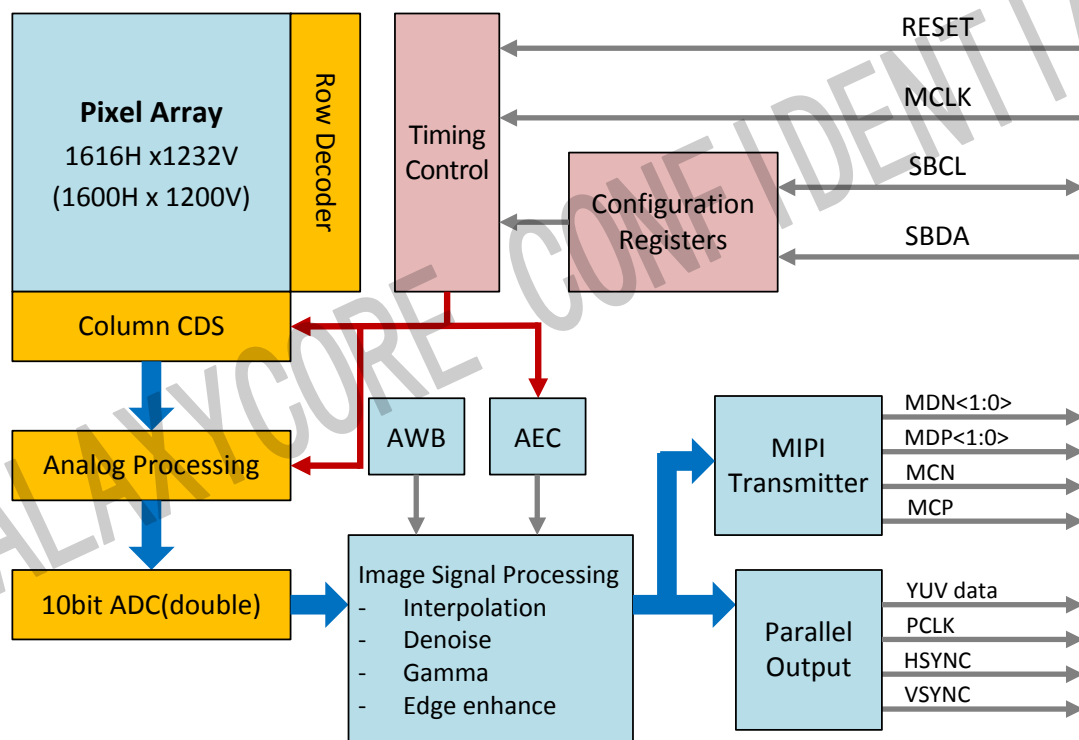 Pixel Array
1616H x1232V
(1600H x 1200V)
Row Decoder
Timing
Control
RESET
MCLK
SBCL
SBDA
Configuration
Registers
Column CDS
Analog Processing
10bit ADC(double)
AWB
AEC
Image Signal Processing
- Interpolation
- Denoise
- Gamma
- Edge enhance
MIPI
Transmitter
MDN<1:0>
MDP<1:0>
MCN
MCP
Parallel
Output
YUV data
PCLK
HSYNC
VSYNC
ALAXYCORE CONFIDENTI